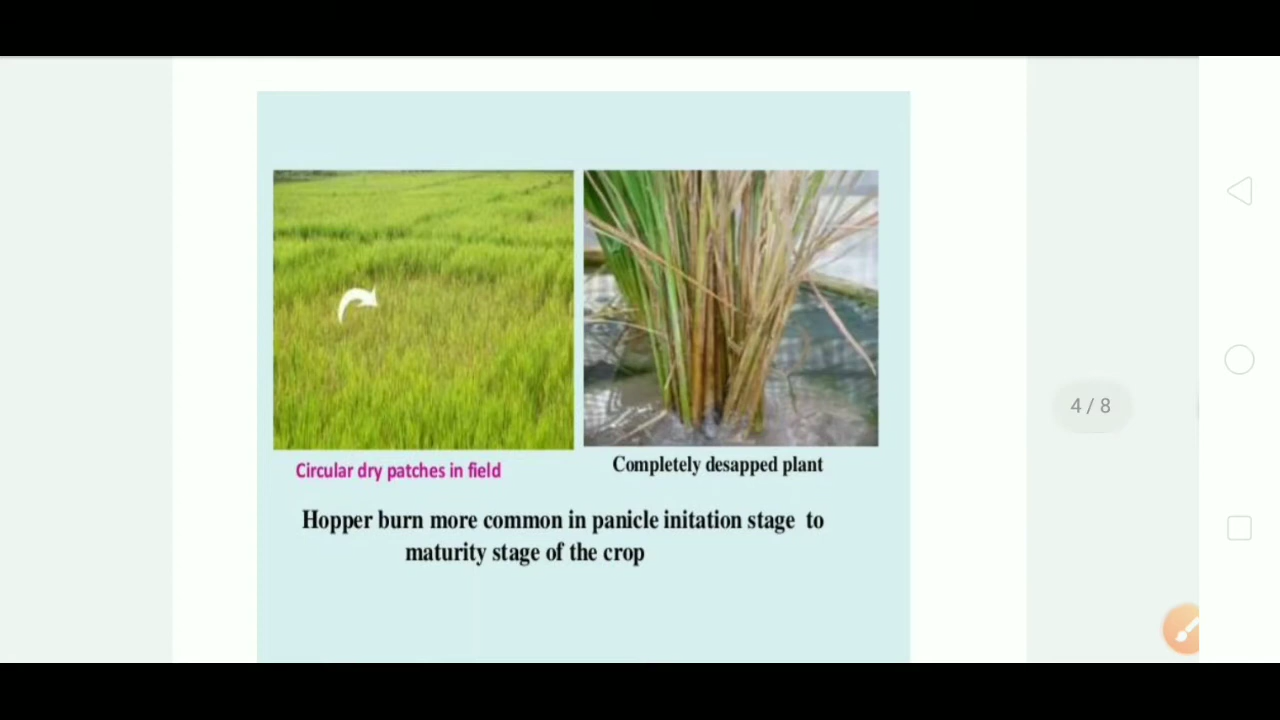 Circular dry patches in field
Completely desapped plant
Hopper burn more common in panicle initation stage to
maturity stage of the crop
4 / 8